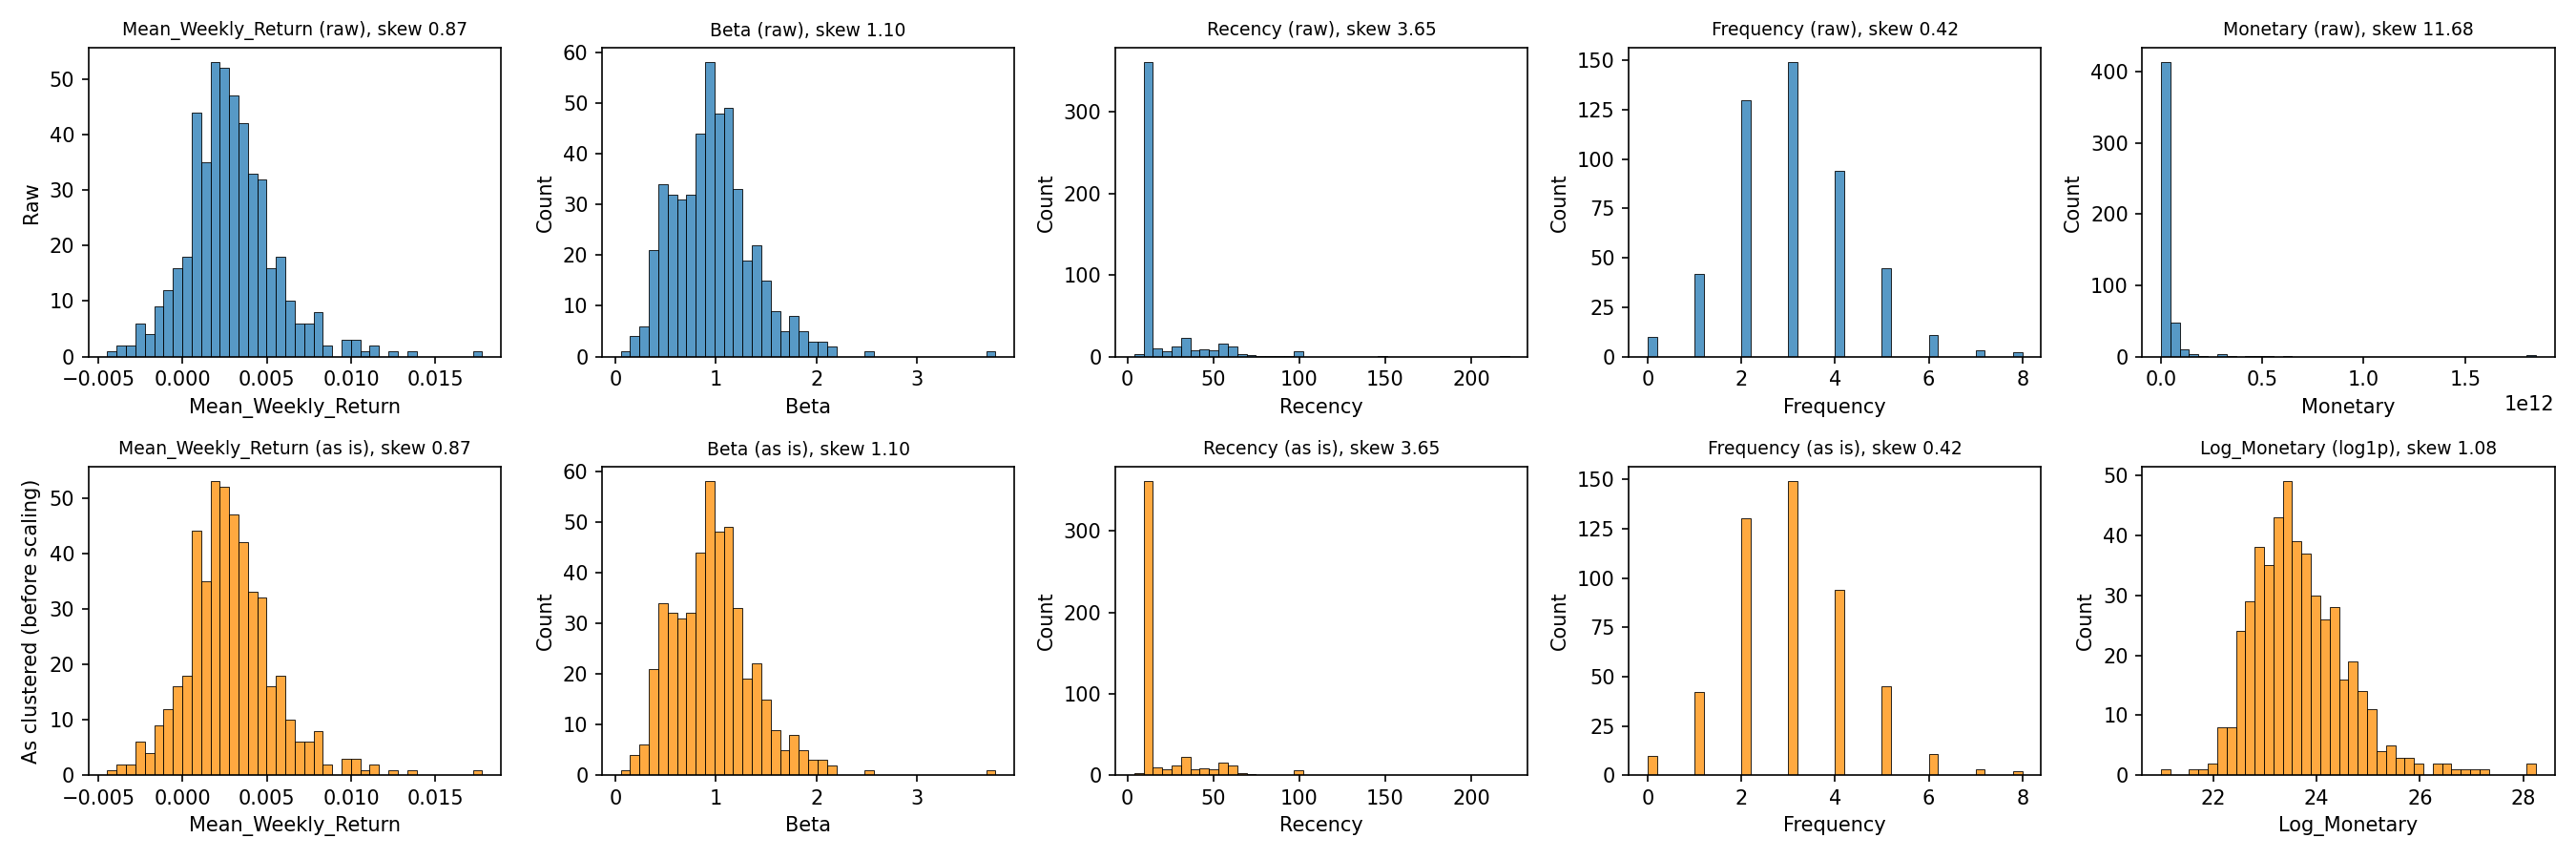 Mean_Weekly_Return (raw), skew 0.87
Raw
50
40
30
20
10
0
−0.005 0.000 0.005 0.010 0.015
Mean_Weekly_Return
Beta (raw), skew 1.10
Count
60
50
40
30
20
10
0
0 1 2 3
Beta
Recency (raw), skew 3.65
Count
300
200
100
0
0 50 100 150 200
Recency
Frequency (raw), skew 0.42
Count
150
125
100
75
50
25
0
0 2 4 6 8
Frequency
Monetary (raw), skew 11.68
Count
400
300
200
100
0
0.0 0.5 1.0 1.5
1e12
Monetary
Mean_Weekly_Return (as is), skew 0.87
As clustered (before scaling)
50
40
30
20
10
0
−0.005 0.000 0.005 0.010 0.015
Mean_Weekly_Return
Beta (as is), skew 1.10
Count
60
50
40
30
20
10
0
0 1 2 3
Beta
Recency (as is), skew 3.65
Count
300
200
100
0
0 50 100 150 200
Recency
Frequency (as is), skew 0.42
Count
150
125
100
75
50
25
0
0 2 4 6 8
Frequency
Log_Monetary (log1p), skew 1.08
Count
50
40
30
20
10
0
22 24 26 28
Log_Monetary